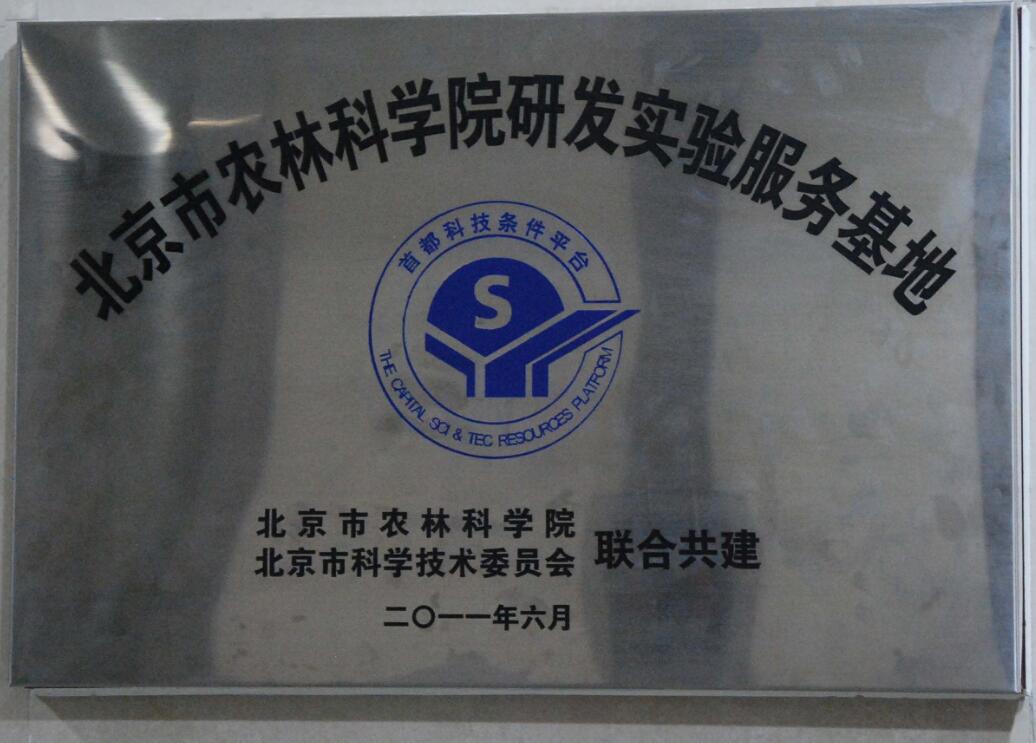 北京市农林科学院研发实验服务基地
首都科技条件平台
S
THE CAPITAL SCI & TEC RESOURCES PLATFORM
北京市农林科学院
北京市科学技术委员会
联合共建
二〇一一年六月